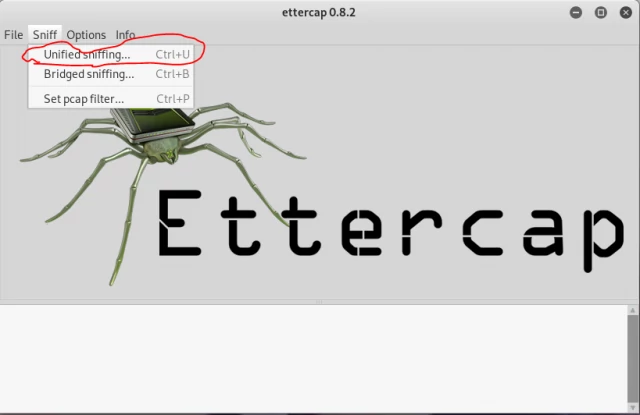 ettercap 0.8.2
File Sniff Options Info
Unified sniffing... Ctrl+U
Bridged sniffing... Ctrl+B
Set pcap filter... Ctrl+P
Ettercap